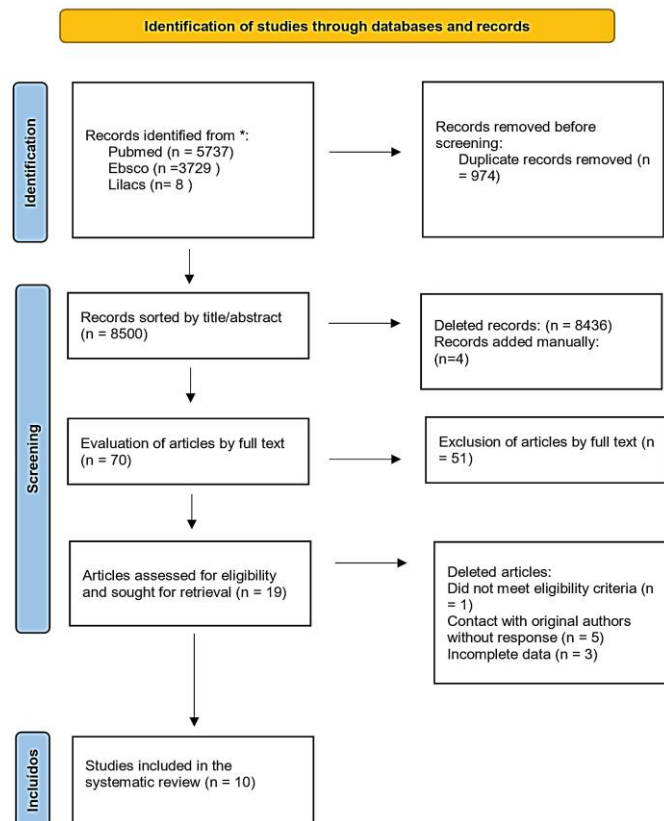 Identification of studies through databases and records
Identification
Records identified from *:
Pubmed (n = 5737)
Ebsco (n =3729 )
Lilacs (n= 8 )
Records removed before
screening:
Duplicate records removed (n
= 974)
Screening
Records sorted by title/abstract
(n = 8500)
Deleted records: (n = 8436)
Records added manually:
(n=4)
Evaluation of articles by full text
(n = 70)
Exclusion of articles by full text (n
= 51)
Articles assessed for eligibility
and sought for retrieval (n = 19)
Deleted articles:
Did not meet eligibility criteria (n
= 1)
Contact with original authors
without response (n = 5)
Incomplete data (n = 3)
Incluídos
Studies included in the
systematic review (n = 10)